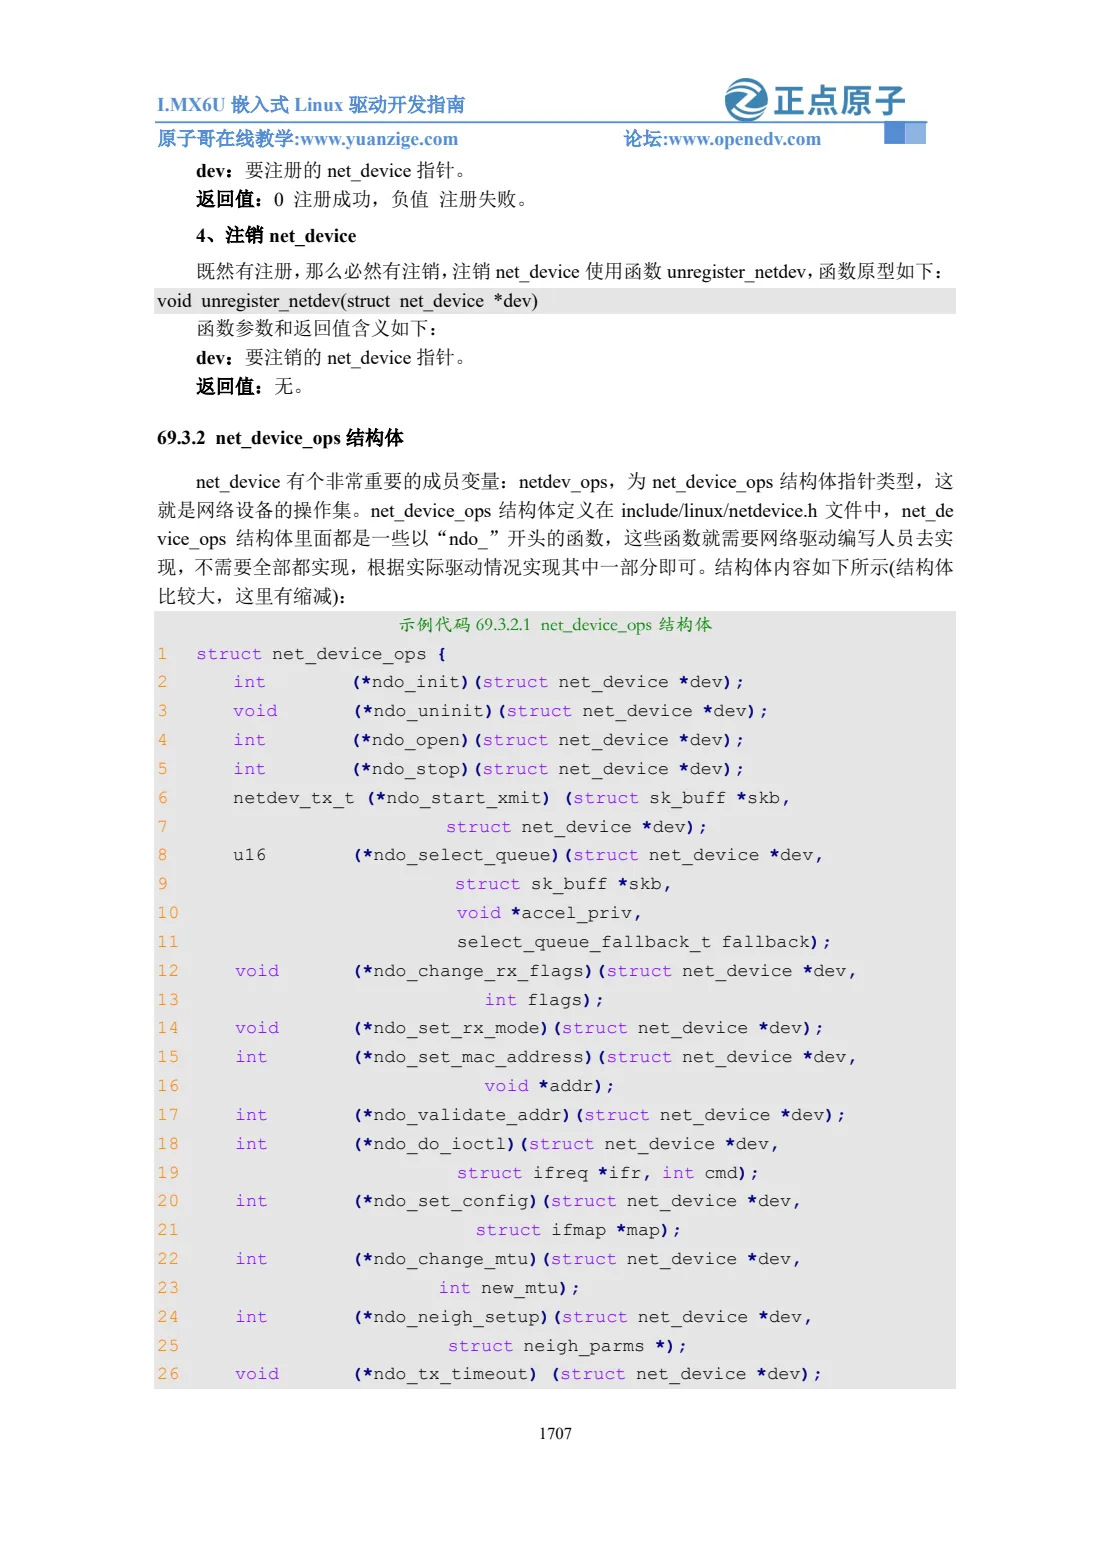 I.MX6U 嵌入式 Linux 驱动开发指南
正点原子
原子哥在线教学:www.yuanzige.com 论坛:www.openedv.com
dev：要注册的 net_device 指针。
返回值：0 注册成功，负值 注册失败。
4、注销 net_device
既然有注册，那么必然有注销，注销 net_device 使用函数 unregister_netdev，函数原型如下：
void unregister_netdev(struct net_device *dev)
函数参数和返回值含义如下：
dev：要注销的 net_device 指针。
返回值：无。
69.3.2 net_device_ops 结构体
net_device 有个非常重要的成员变量：netdev_ops，为 net_device_ops 结构体指针类型，这
就是网络设备的操作集。net_device_ops 结构体定义在 include/linux/netdevice.h 文件中，net_de
vice_ops 结构体里面都是一些以“ndo_”开头的函数，这些函数就需要网络驱动编写人员去实
现，不需要全部都实现，根据实际驱动情况实现其中一部分即可。结构体内容如下所示(结构体
比较大，这里有缩减)：
示例代码 69.3.2.1 net_device_ops 结构体
1 struct net_device_ops {
2 int (*ndo_init)(struct net_device *dev);
3 void (*ndo_uninit)(struct net_device *dev);
4 int (*ndo_open)(struct net_device *dev);
5 int (*ndo_stop)(struct net_device *dev);
6 netdev_tx_t (*ndo_start_xmit) (struct sk_buff *skb,
7 struct net_device *dev);
8 u16 (*ndo_select_queue)(struct net_device *dev,
9 struct sk_buff *skb,
10 void *accel_priv,
11 select_queue_fallback_t fallback);
12 void (*ndo_change_rx_flags)(struct net_device *dev,
13 int flags);
14 void (*ndo_set_rx_mode)(struct net_device *dev);
15 int (*ndo_set_mac_address)(struct net_device *dev,
16 void *addr);
17 int (*ndo_validate_addr)(struct net_device *dev);
18 int (*ndo_do_ioctl)(struct net_device *dev,
19 struct ifreq *ifr, int cmd);
20 int (*ndo_set_config)(struct net_device *dev,
21 struct ifmap *map);
22 int (*ndo_change_mtu)(struct net_device *dev,
23 int new_mtu);
24 int (*ndo_neigh_setup)(struct net_device *dev,
25 struct neigh_parms *);
26 void (*ndo_tx_timeout) (struct net_device *dev);
1707